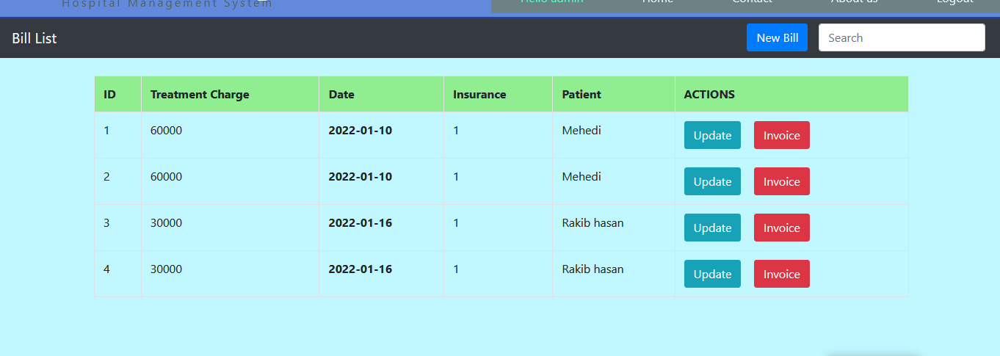 Hospital Management System
Hello admin Home Contact About us Logout
Bill List New Bill Search
ID Treatment Charge Date Insurance Patient ACTIONS
1 60000 2022-01-10 1 Mehedi Update Invoice
2 60000 2022-01-10 1 Mehedi Update Invoice
3 30000 2022-01-16 1 Rakib hasan Update Invoice
4 30000 2022-01-16 1 Rakib hasan Update Invoice